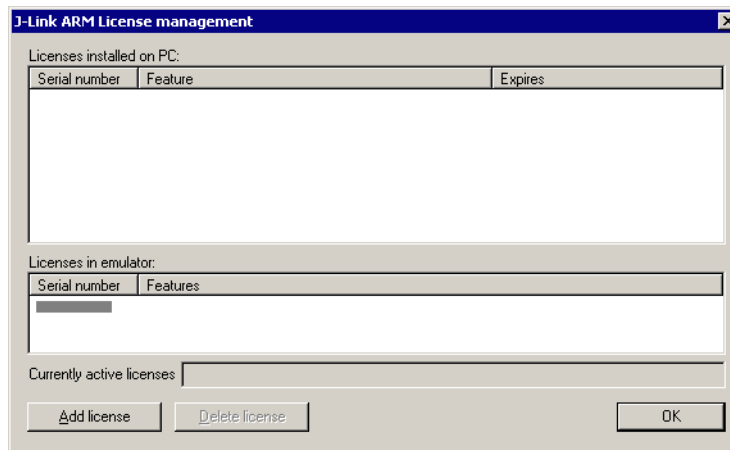 J-Link ARM License management
Licenses installed on PC:
Serial number Feature Expires
Licenses in emulator:
Serial number Features
Currently active licenses
Add license Delete license OK